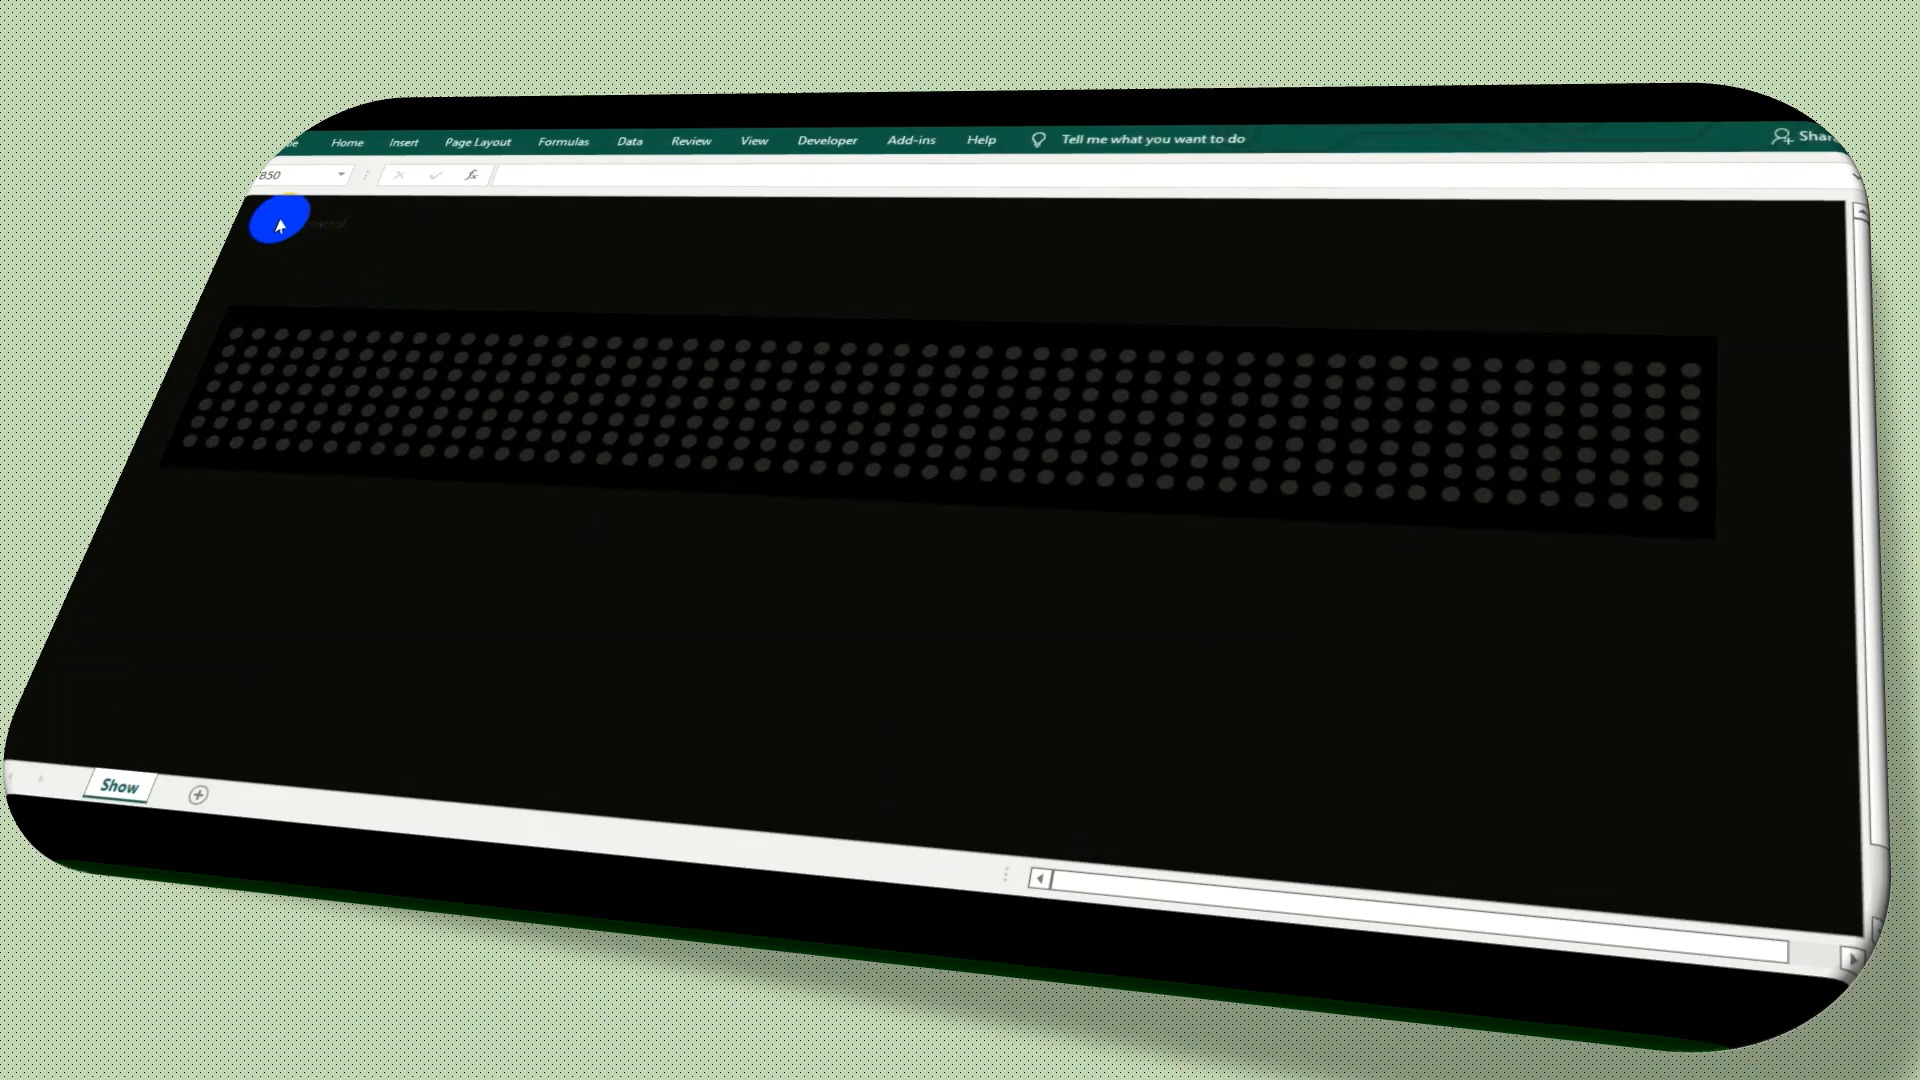 Home Insert Page Layout Formulas Data Review View Developer Add-ins Help Tell me what you want to do
B50 fx
Show